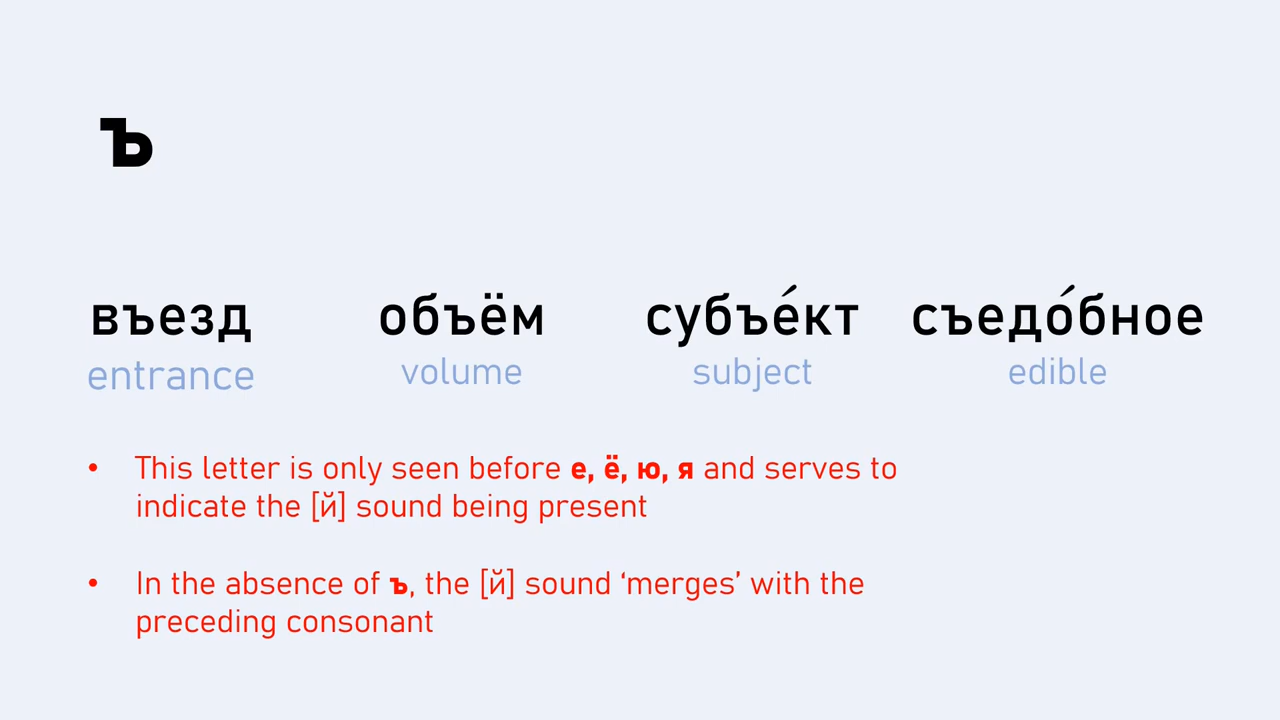 ъ
въезд объём субъе́кт съедо́бное
entrance volume subject edible
• This letter is only seen before е, ё, ю, я and serves to
indicate the [й] sound being present
• In the absence of ъ, the [й] sound ‘merges’ with the
preceding consonant